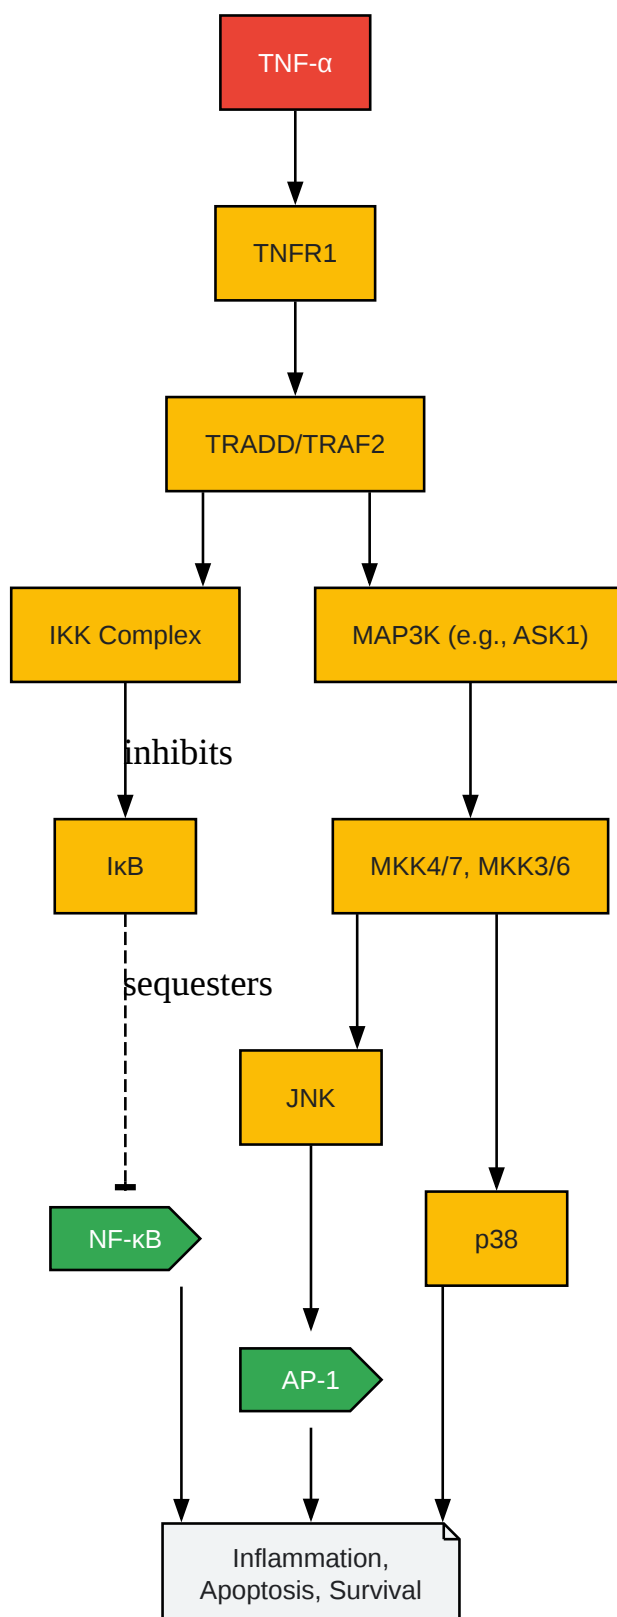 TNF-α
TNFR1
TRADD/TRAF2
IKK Complex
MAP3K (e.g., ASK1)
inhibits
IκB
MKK4/7, MKK3/6
sequesters
JNK
NF-κB
p38
AP-1
Inflammation,
Apoptosis, Survival